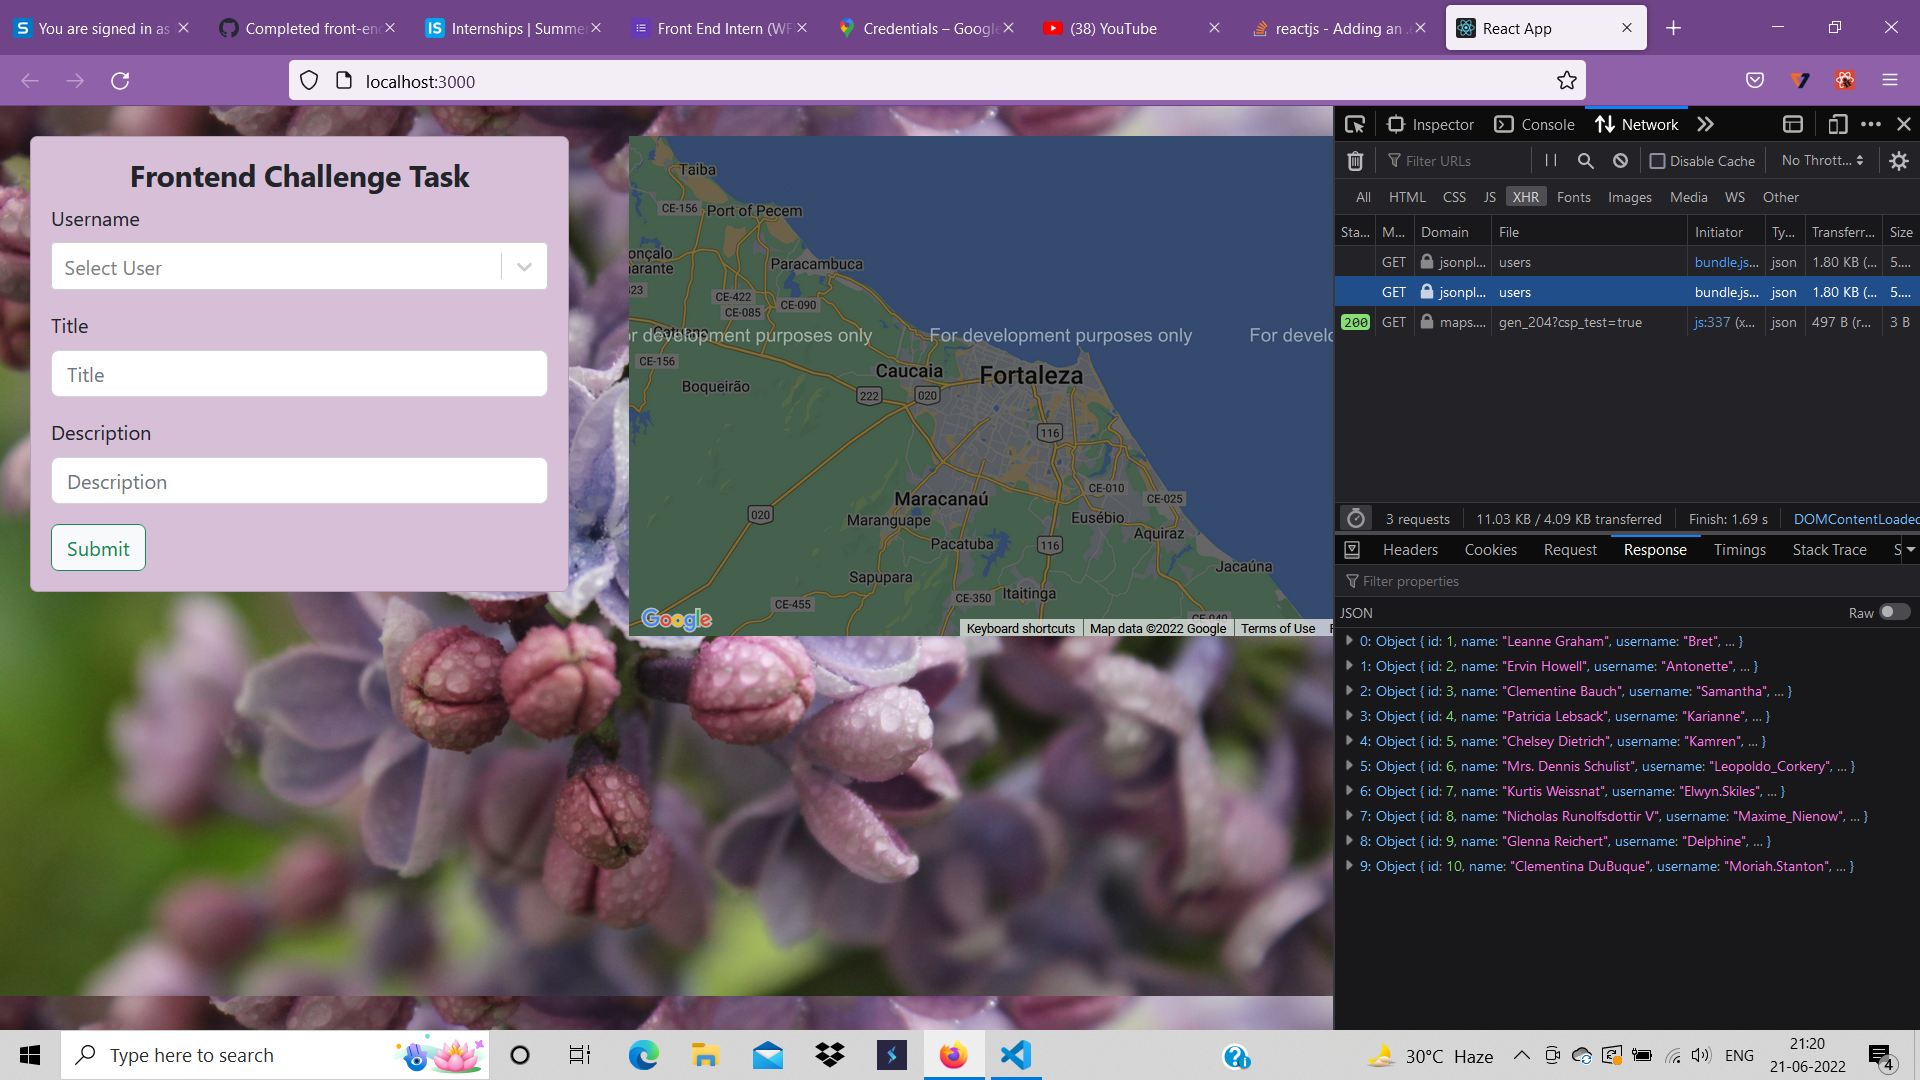 You are signed in as
Completed front-end
Internships | Summe
Front End Intern (WF
Credentials – Google
(38) YouTube
reactjs - Adding an .e
React App
localhost:3000
Frontend Challenge Task
Username
Select User
Title
Title
Description
Description
Submit
Taiba
CE-156
Port of Pecem
Paracambuca
CE-422
CE-090
CE-085
r development purposes only
For development purposes only
For develo
CE-156
Boqueirão
Caucaia
Fortaleza
222
020
116
Maracanaú
CE-010
CE-025
020
Maranguape
Eusébio
Aquiraz
Pacatuba
116
Jacaúna
Sapupara
Itaitinga
CE-350
CE-455
CE-040
Google
Keyboard shortcuts
Map data ©2022 Google
Terms of Use
Inspector
Console
Network
Filter URLs
Disable Cache
No Thrott...
All HTML CSS JS XHR Fonts Images Media WS Other
Sta... M... Domain File Initiator Ty... Transferr... Size
GET jsonpl... users bundle.js... json 1.80 KB (... 5....
GET jsonpl... users bundle.js... json 1.80 KB (... 5....
200 GET maps.... gen_204?csp_test=true js:337 (x... json 497 B (r... 3 B
3 requests 11.03 KB / 4.09 KB transferred Finish: 1.69 s DOMContentLoaded
Headers Cookies Request Response Timings Stack Trace S
Filter properties
JSON Raw
0: Object { id: 1, name: "Leanne Graham", username: "Bret", ... }
1: Object { id: 2, name: "Ervin Howell", username: "Antonette", ... }
2: Object { id: 3, name: "Clementine Bauch", username: "Samantha", ... }
3: Object { id: 4, name: "Patricia Lebsack", username: "Karianne", ... }
4: Object { id: 5, name: "Chelsey Dietrich", username: "Kamren", ... }
5: Object { id: 6, name: "Mrs. Dennis Schulist", username: "Leopoldo_Corkery", ... }
6: Object { id: 7, name: "Kurtis Weissnat", username: "Elwyn.Skiles", ... }
7: Object { id: 8, name: "Nicholas Runolfsdottir V", username: "Maxime_Nienow", ... }
8: Object { id: 9, name: "Glenna Reichert", username: "Delphine", ... }
9: Object { id: 10, name: "Clementina DuBuque", username: "Moriah.Stanton", ... }
Type here to search
30°C Haze
ENG
21:20
21-06-2022
4